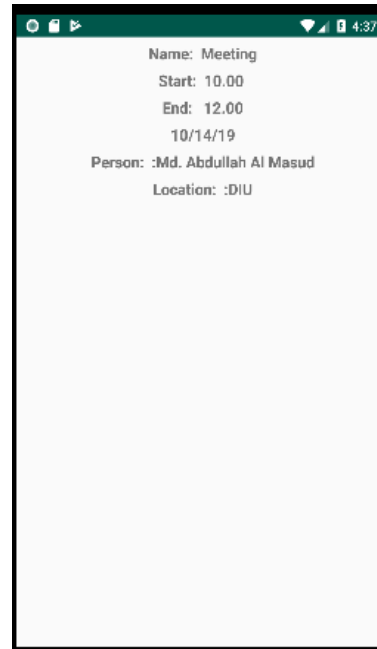 4:37
Name: Meeting
Start: 10.00
End: 12.00
10/14/19
Person: :Md. Abdullah Al Masud
Location: :DIU